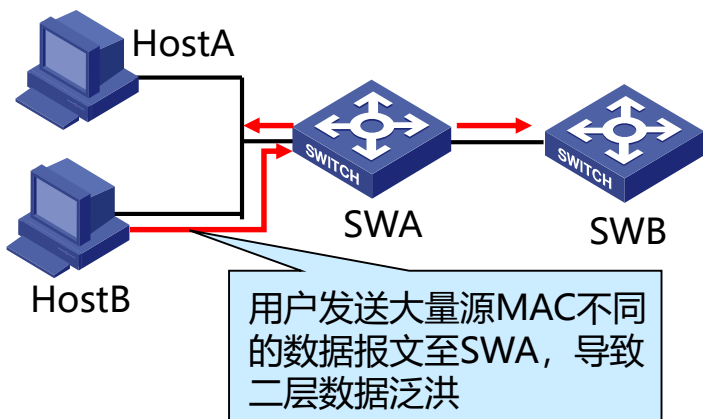 HostA
SWITCH
SWITCH
SWA
SWB
HostB
用户发送大量源MAC不同
的数据报文至SWA，导致
二层数据泛洪